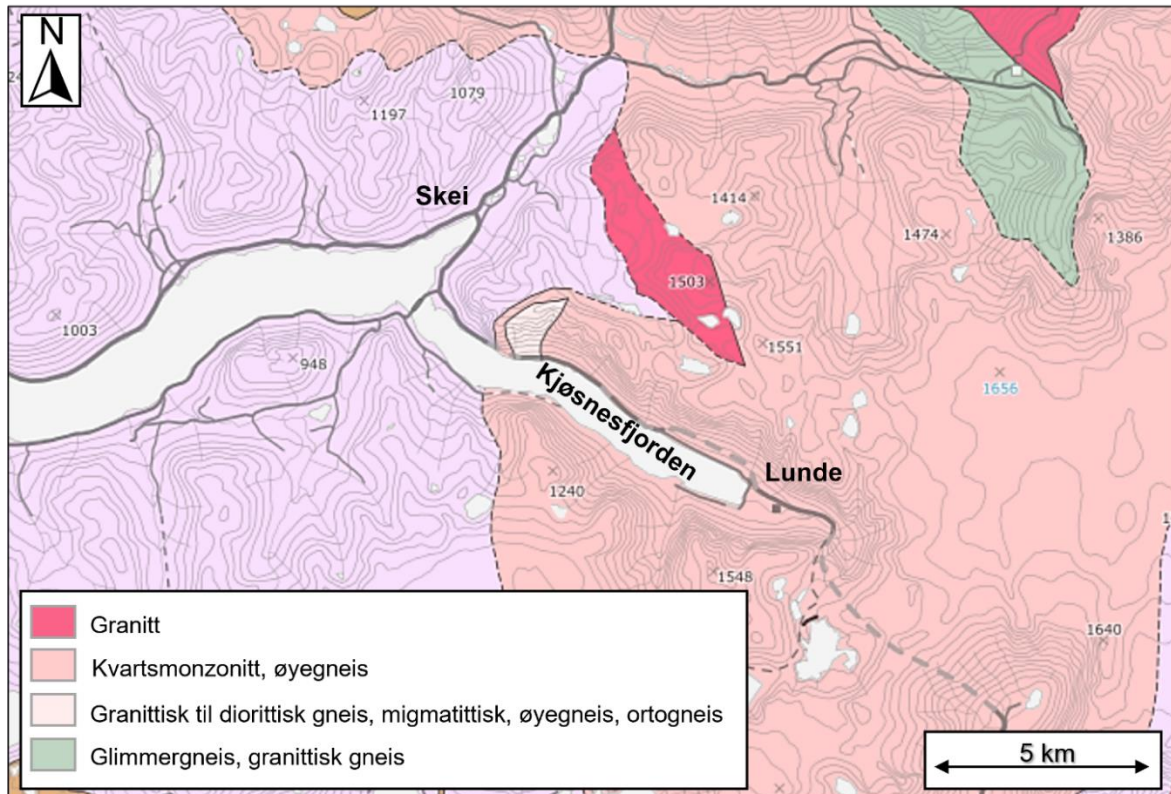 N
1079
1197
Skei
1414
1474
1386
1503
1003
948
1551
1656
Kjøsnesfjorden
Lunde
1240
1548
1640
Granitt
Kvartsmonzonitt, øyegneis
Granittisk til diorittisk gneis, migmatittisk, øyegneis, ortogneis
Glimmergneis, granittisk gneis
5 km